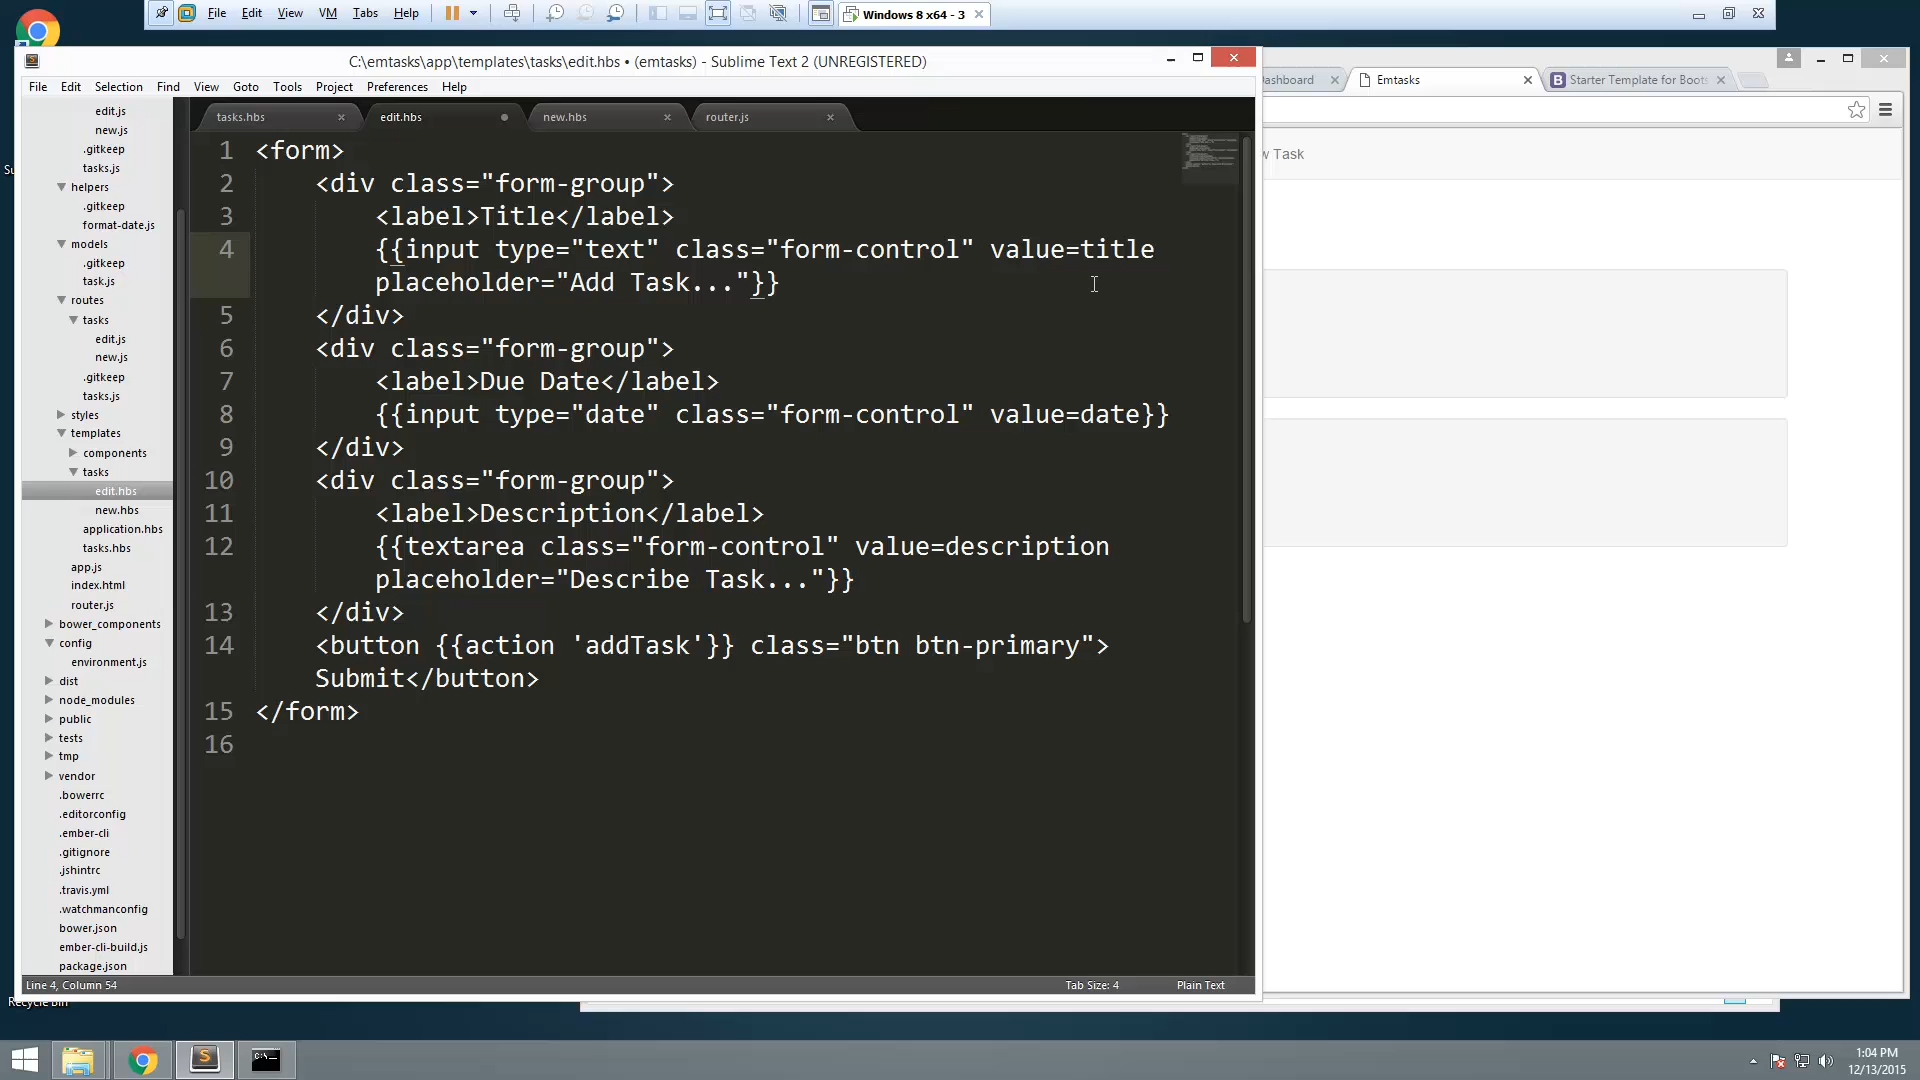 File Edit View VM Tabs Help
Windows 8 x64 - 3
C:\emtasks\app\templates\tasks\edit.hbs • (emtasks) - Sublime Text 2 (UNREGISTERED)
File Edit Selection Find View Goto Tools Project Preferences Help
Dashboard
Emtasks
Starter Template for Boots
w Task
edit.js
new.js
.gitkeep
tasks.js
helpers
.gitkeep
format-date.js
models
.gitkeep
task.js
routes
tasks
edit.js
new.js
.gitkeep
tasks.js
styles
templates
components
tasks
edit.hbs
new.hbs
application.hbs
tasks.hbs
app.js
index.html
router.js
bower_components
config
environment.js
dist
node_modules
public
tests
tmp
vendor
.bowerrc
.editorconfig
.ember-cli
.gitignore
.jshintrc
.travis.yml
.watchmanconfig
bower.json
ember-cli-build.js
package.json
tasks.hbs edit.hbs new.hbs router.js
1 <form>
2 <div class="form-group">
3 <label>Title</label>
4 {{input type="text" class="form-control" value=title
placeholder="Add Task..."}}
5 </div>
6 <div class="form-group">
7 <label>Due Date</label>
8 {{input type="date" class="form-control" value=date}}
9 </div>
10 <div class="form-group">
11 <label>Description</label>
12 {{textarea class="form-control" value=description
placeholder="Describe Task..."}}
13 </div>
14 <button {{action 'addTask'}} class="btn btn-primary">
Submit</button>
15 </form>
16
Line 4, Column 54
Tab Size: 4
Plain Text
Recycle Bin
1:04 PM
12/13/2015